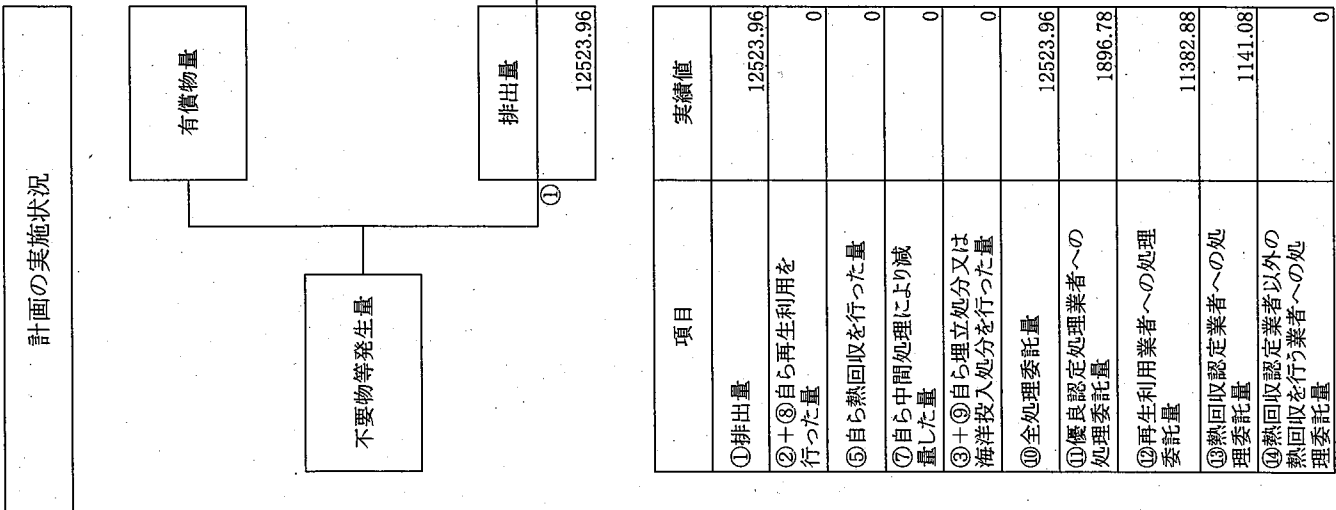 計画の実施状況
有償物量
不要物等発生量
排出量
①
12523.96
項目
実績値
①排出量
12523.96
②+⑧自ら再生利用を
行った量
0
⑤自ら熱回収を行った量
0
⑦自ら中間処理により減
量した量
0
③+⑨自ら埋立処分又は
海洋投入処分を行った量
0
⑩全処理委託量
12523.96
⑪優良認定処理業者への
処理委託量
1896.78
⑫再生利用業者への処理
委託量
11382.88
⑬熱回収認定業者への処
理委託量
1141.08
⑭熱回収認定業者以外の
熱回収を行う業者への処
理委託量
0